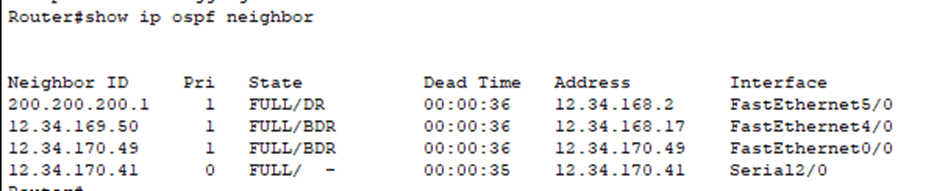 Router#show ip ospf neighbor
Neighbor ID Pri State Dead Time Address Interface
200.200.200.1 1 FULL/DR 00:00:36 12.34.168.2 FastEthernet5/0
12.34.169.50 1 FULL/BDR 00:00:36 12.34.168.17 FastEthernet4/0
12.34.170.49 1 FULL/BDR 00:00:36 12.34.170.49 FastEthernet0/0
12.34.170.41 0 FULL/ - 00:00:35 12.34.170.41 Serial2/0